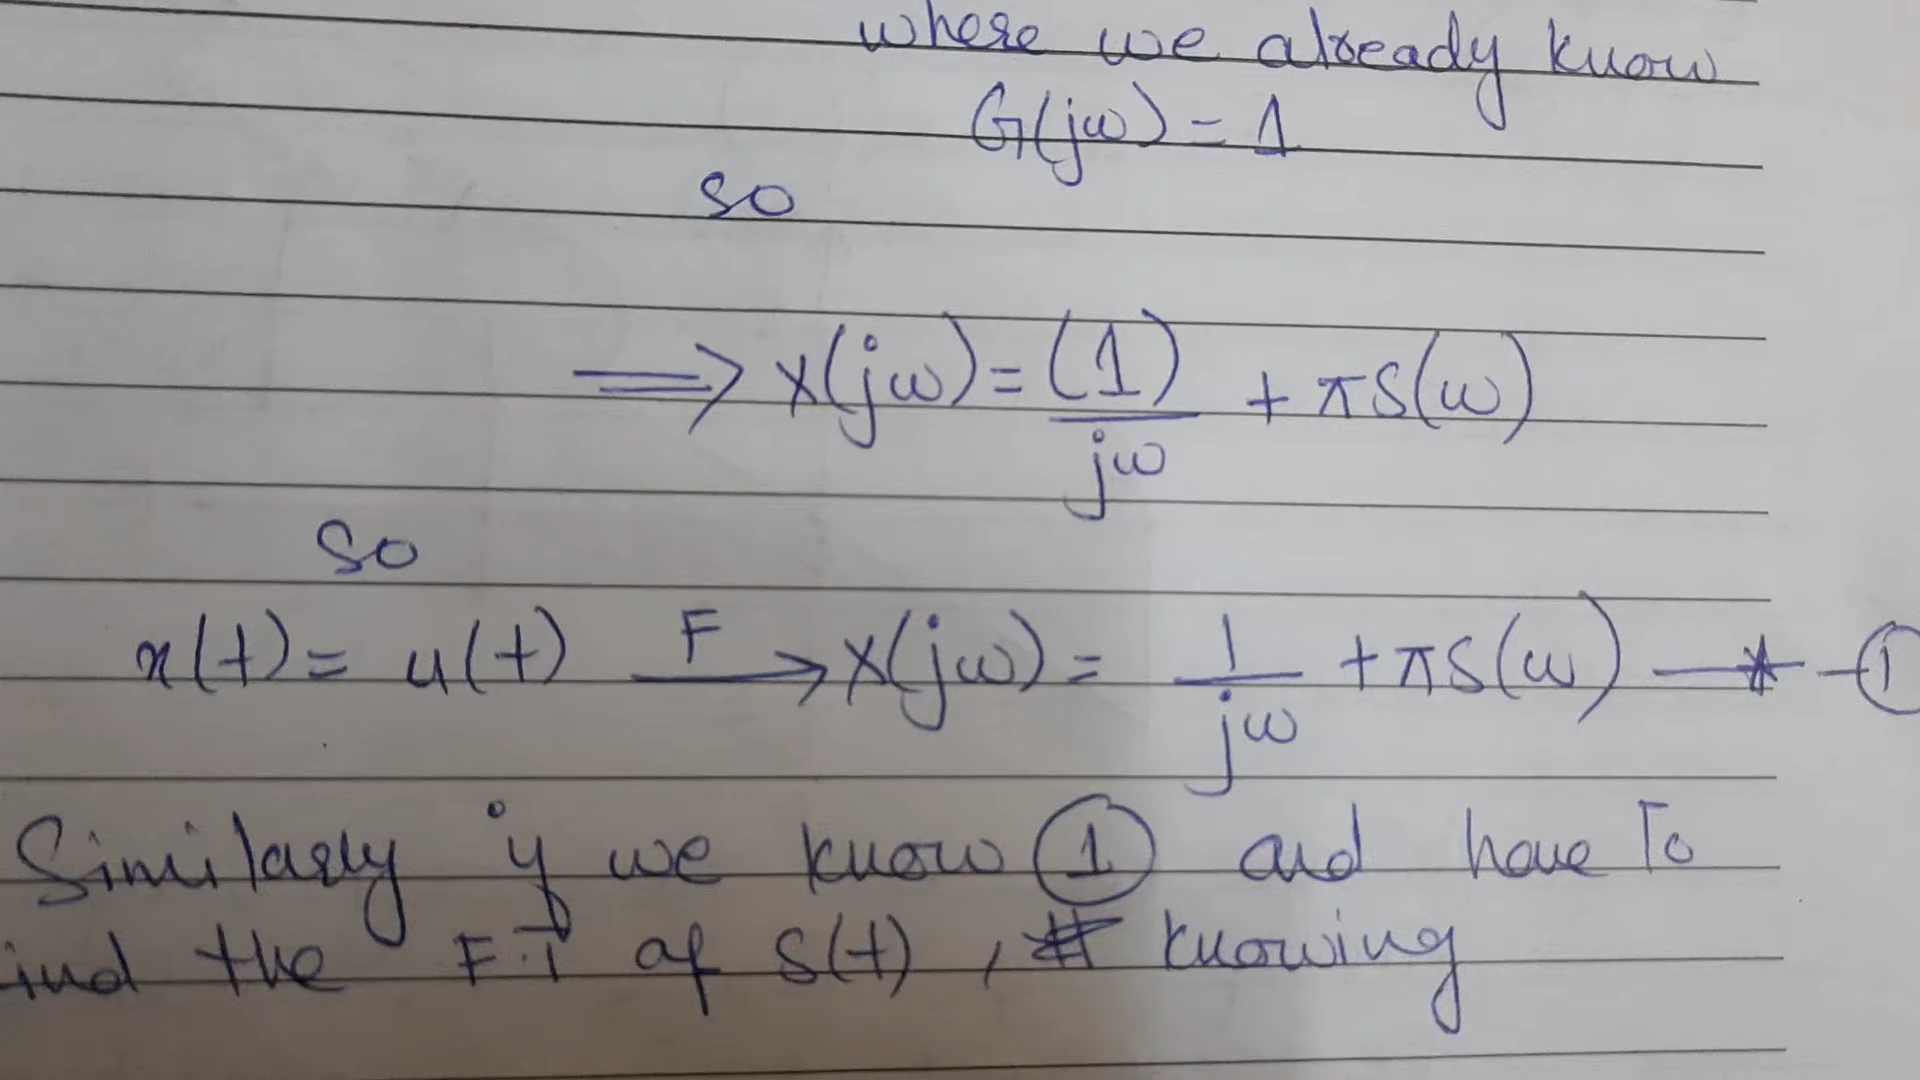 where we already know
G(jω) = 1
so
⟹ X(jω) = (1)/jω + πδ(ω)
so
x(t) = u(t) F→ X(jω) = 1/jω + πδ(ω) — * — ①
Similarly if we know ① and have To
ind the F.T of δ(t), knowing